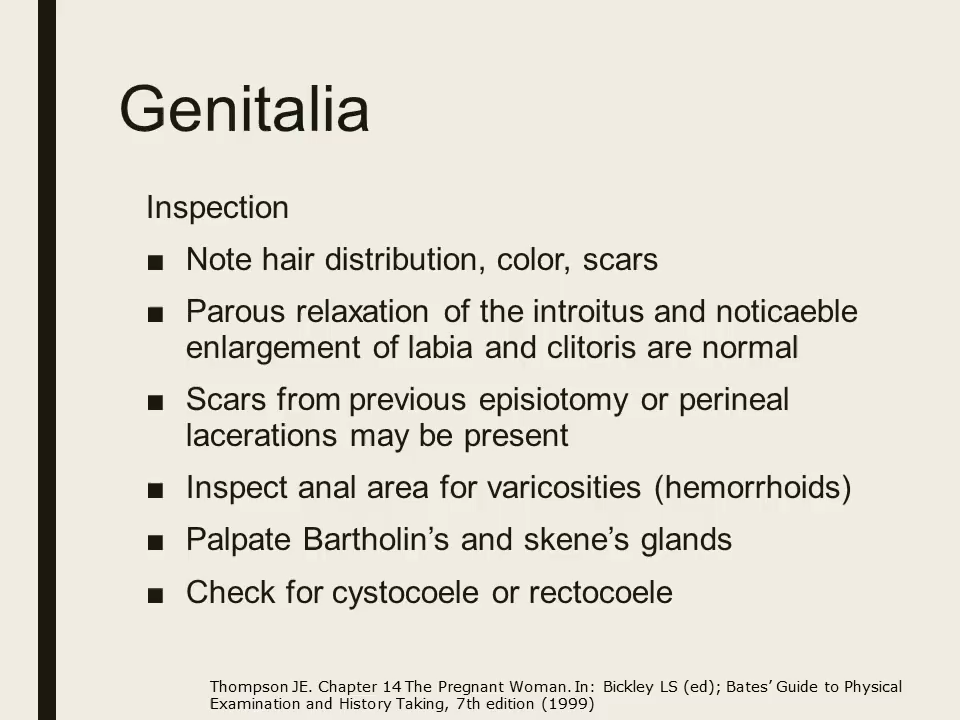 Genitalia
Inspection
■ Note hair distribution, color, scars
■ Parous relaxation of the introitus and noticaeble
enlargement of labia and clitoris are normal
■ Scars from previous episiotomy or perineal
lacerations may be present
■ Inspect anal area for varicosities (hemorrhoids)
■ Palpate Bartholin’s and skene’s glands
■ Check for cystocoele or rectocoele
Thompson JE. Chapter 14 The Pregnant Woman. In: Bickley LS (ed); Bates’ Guide to Physical
Examination and History Taking, 7th edition (1999)